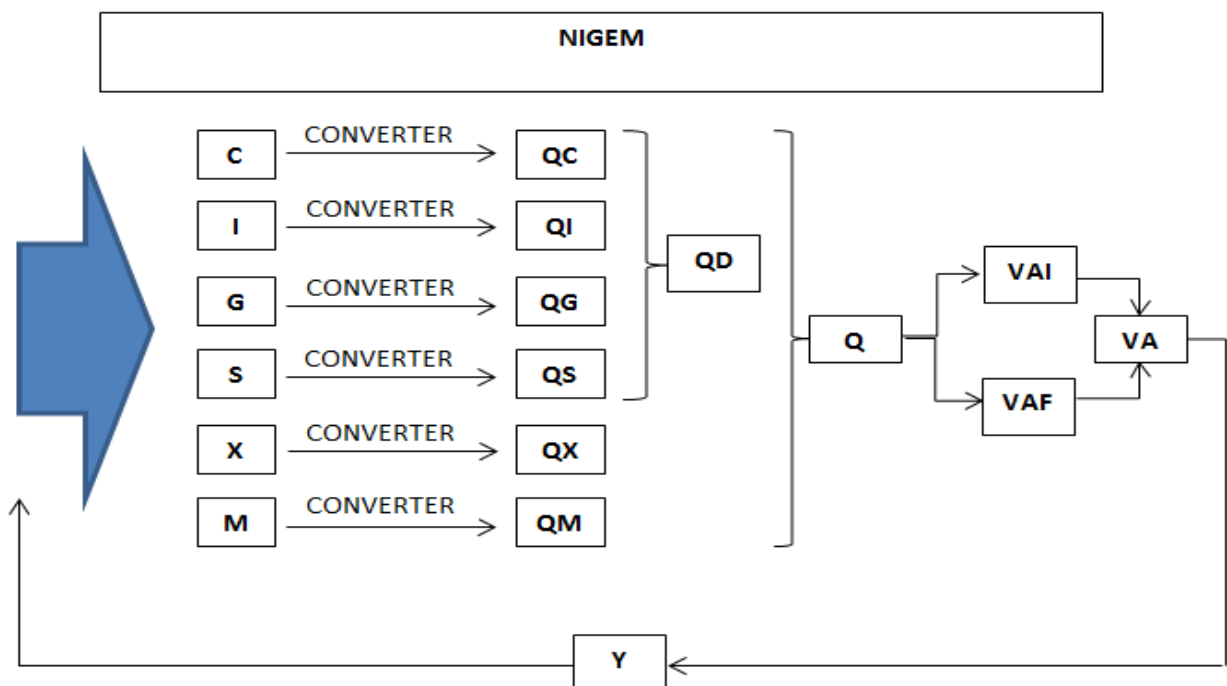 NIGEM
C CONVERTER QC
I CONVERTER QI
G CONVERTER QG
S CONVERTER QS
X CONVERTER QX
M CONVERTER QM
QD
Q
VAI
VAF
VA
Y